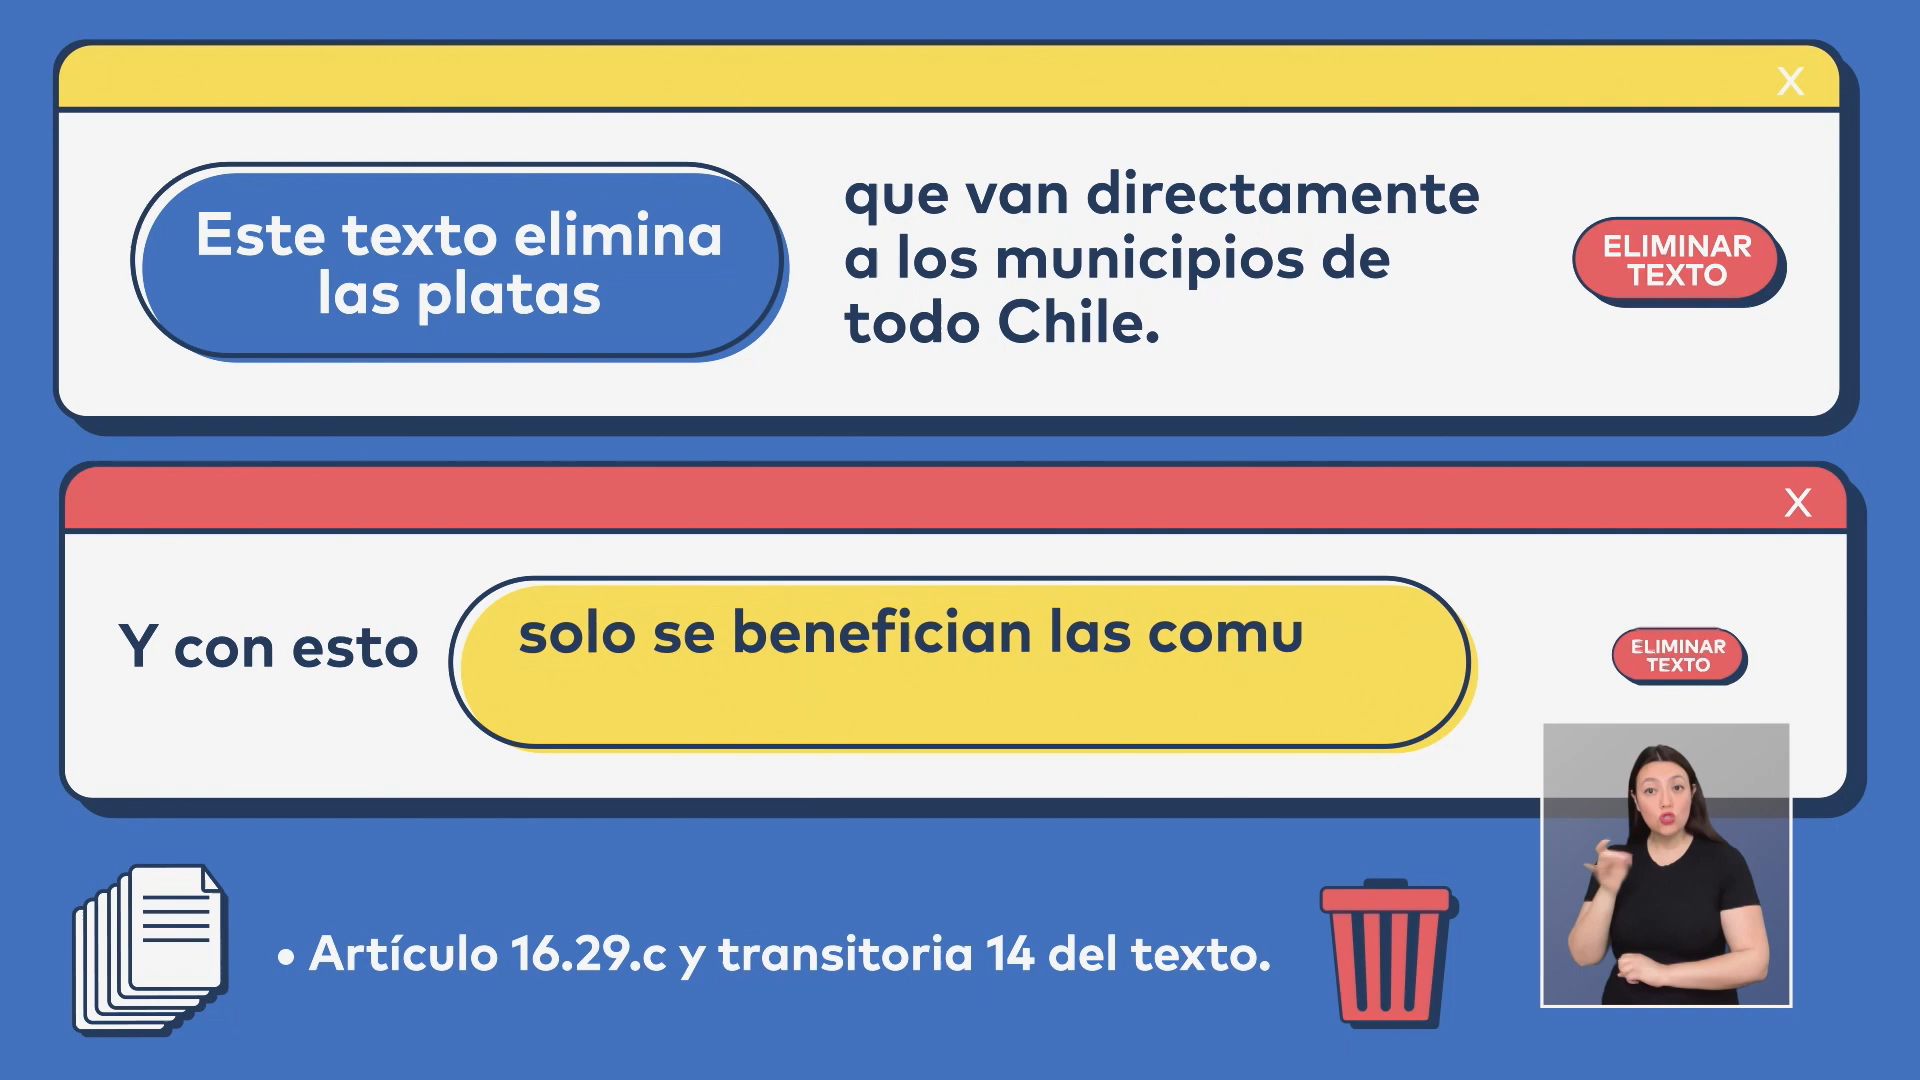 X
Este texto elimina
las platas
que van directamente
a los municipios de
todo Chile.
ELIMINAR
TEXTO
X
Y con esto
solo se benefician las comu
ELIMINAR
TEXTO
• Artículo 16.29.c y transitoria 14 del texto.